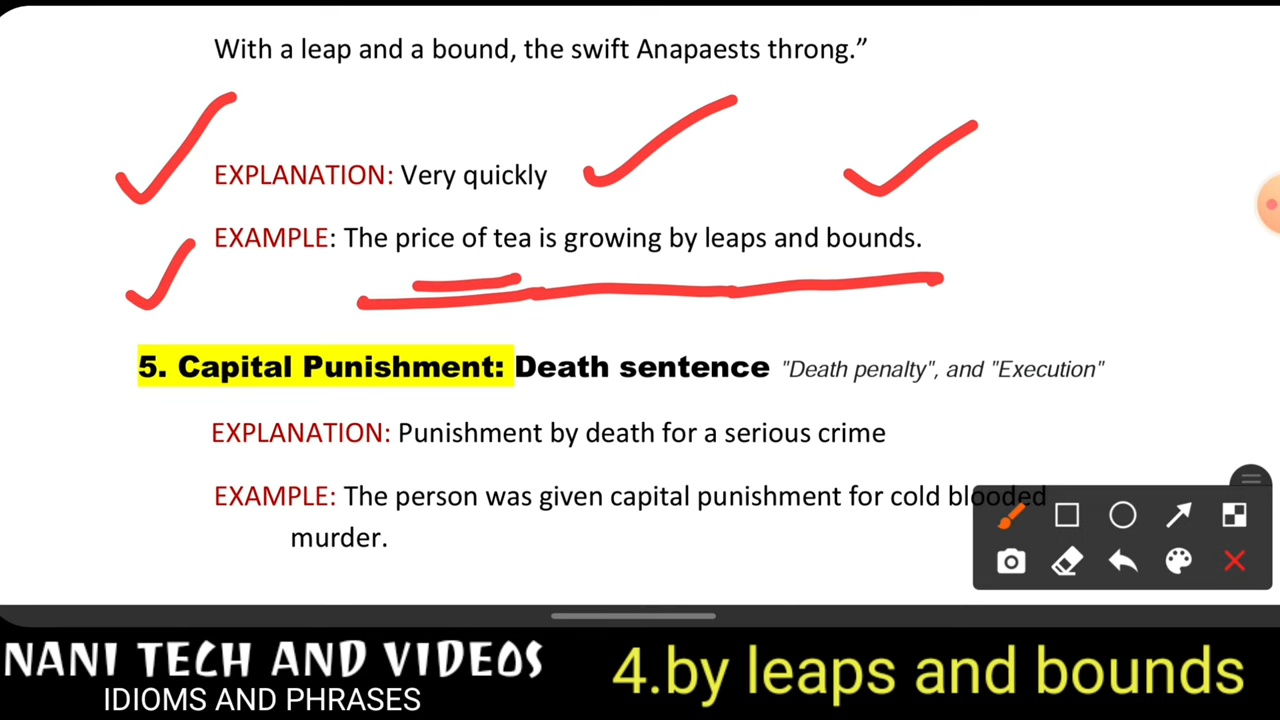 With a leap and a bound, the swift Anapaests throng.”
EXPLANATION: Very quickly
EXAMPLE: The price of tea is growing by leaps and bounds.
5. Capital Punishment: Death sentence "Death penalty", and "Execution"
EXPLANATION: Punishment by death for a serious crime
EXAMPLE: The person was given capital punishment for cold blooded
murder.
NANI TECH AND VIDEOS
IDIOMS AND PHRASES
4.by leaps and bounds